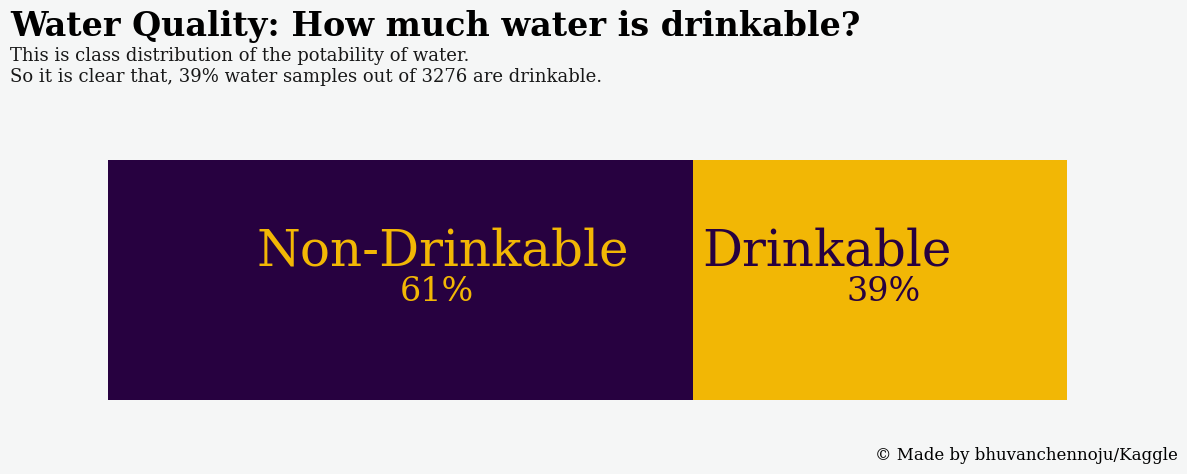 Water Quality: How much water is drinkable?
This is class distribution of the potability of water.
So it is clear that, 39% water samples out of 3276 are drinkable.
Non-Drinkable
61%
Drinkable
39%
© Made by bhuvanchennoju/Kaggle